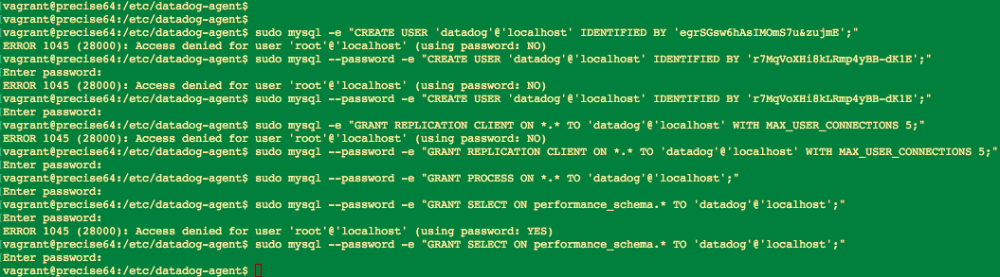 vagrant@precise64:/etc/datadog-agent$
vagrant@precise64:/etc/datadog-agent$
vagrant@precise64:/etc/datadog-agent$ sudo mysql -e "CREATE USER 'datadog'@'localhost' IDENTIFIED BY 'egrSGsw6hAsIMOmS7u&zujmE';"
ERROR 1045 (28000): Access denied for user 'root'@'localhost' (using password: NO)
vagrant@precise64:/etc/datadog-agent$ sudo mysql --password -e "CREATE USER 'datadog'@'localhost' IDENTIFIED BY 'r7MqVoXHi8kLRmp4yBB-dK1E';"
Enter password:
ERROR 1045 (28000): Access denied for user 'root'@'localhost' (using password: NO)
vagrant@precise64:/etc/datadog-agent$ sudo mysql --password -e "CREATE USER 'datadog'@'localhost' IDENTIFIED BY 'r7MqVoXHi8kLRmp4yBB-dK1E';"
Enter password:
vagrant@precise64:/etc/datadog-agent$ sudo mysql -e "GRANT REPLICATION CLIENT ON *.* TO 'datadog'@'localhost' WITH MAX_USER_CONNECTIONS 5;"
ERROR 1045 (28000): Access denied for user 'root'@'localhost' (using password: NO)
vagrant@precise64:/etc/datadog-agent$ sudo mysql --password -e "GRANT REPLICATION CLIENT ON *.* TO 'datadog'@'localhost' WITH MAX_USER_CONNECTIONS 5;"
Enter password:
vagrant@precise64:/etc/datadog-agent$ sudo mysql --password -e "GRANT PROCESS ON *.* TO 'datadog'@'localhost';"
Enter password:
vagrant@precise64:/etc/datadog-agent$ sudo mysql --password -e "GRANT SELECT ON performance_schema.* TO 'datadog'@'localhost';"
Enter password:
ERROR 1045 (28000): Access denied for user 'root'@'localhost' (using password: YES)
vagrant@precise64:/etc/datadog-agent$ sudo mysql --password -e "GRANT SELECT ON performance_schema.* TO 'datadog'@'localhost';"
Enter password:
vagrant@precise64:/etc/datadog-agent$